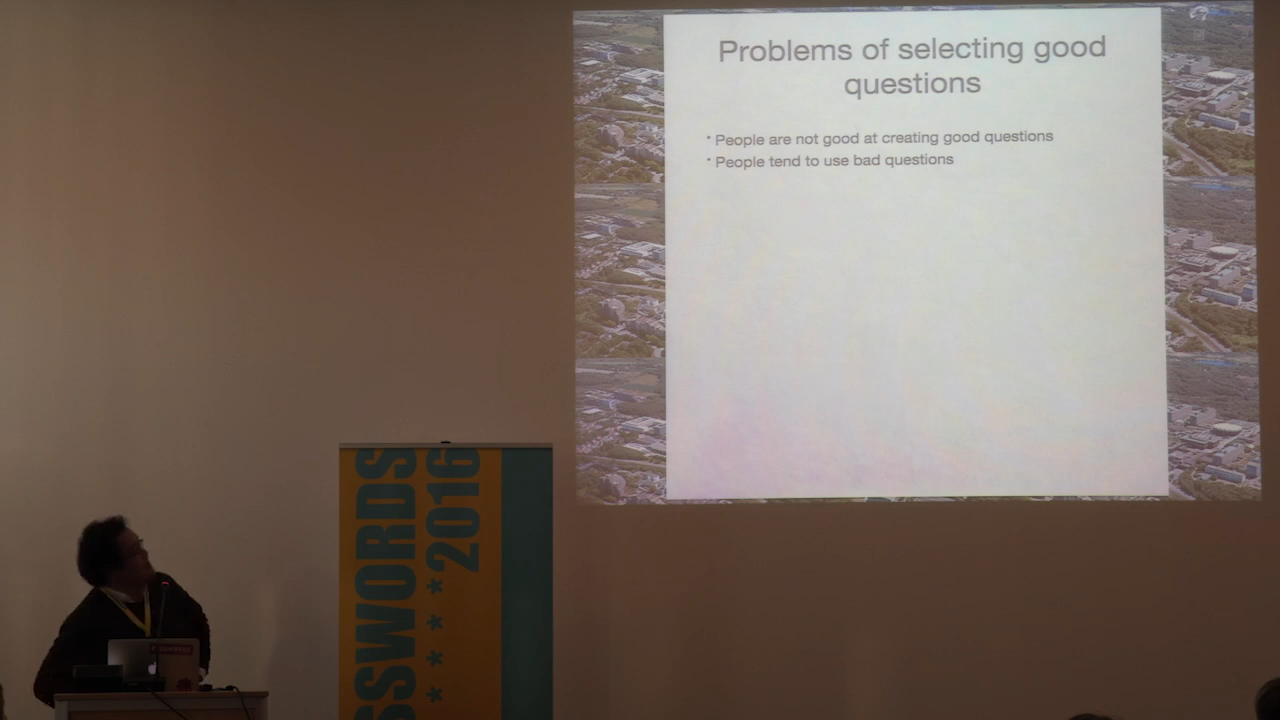 Problems of selecting good
questions
* People are not good at creating good questions
* People tend to use bad questions
SSWORDS
* * * * 2016